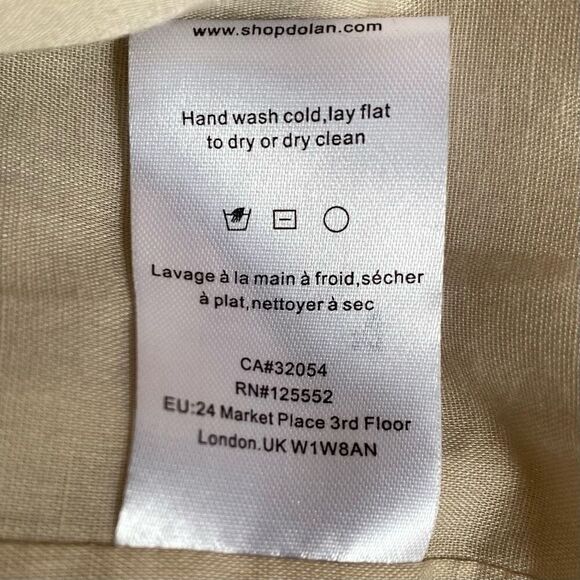 www.shopdolan.com
Hand wash cold,lay flat
to dry or dry clean
Lavage à la main à froid,sécher
à plat,nettoyer à sec
CA#32054
RN#125552
EU:24 Market Place 3rd Floor
London.UK W1W8AN